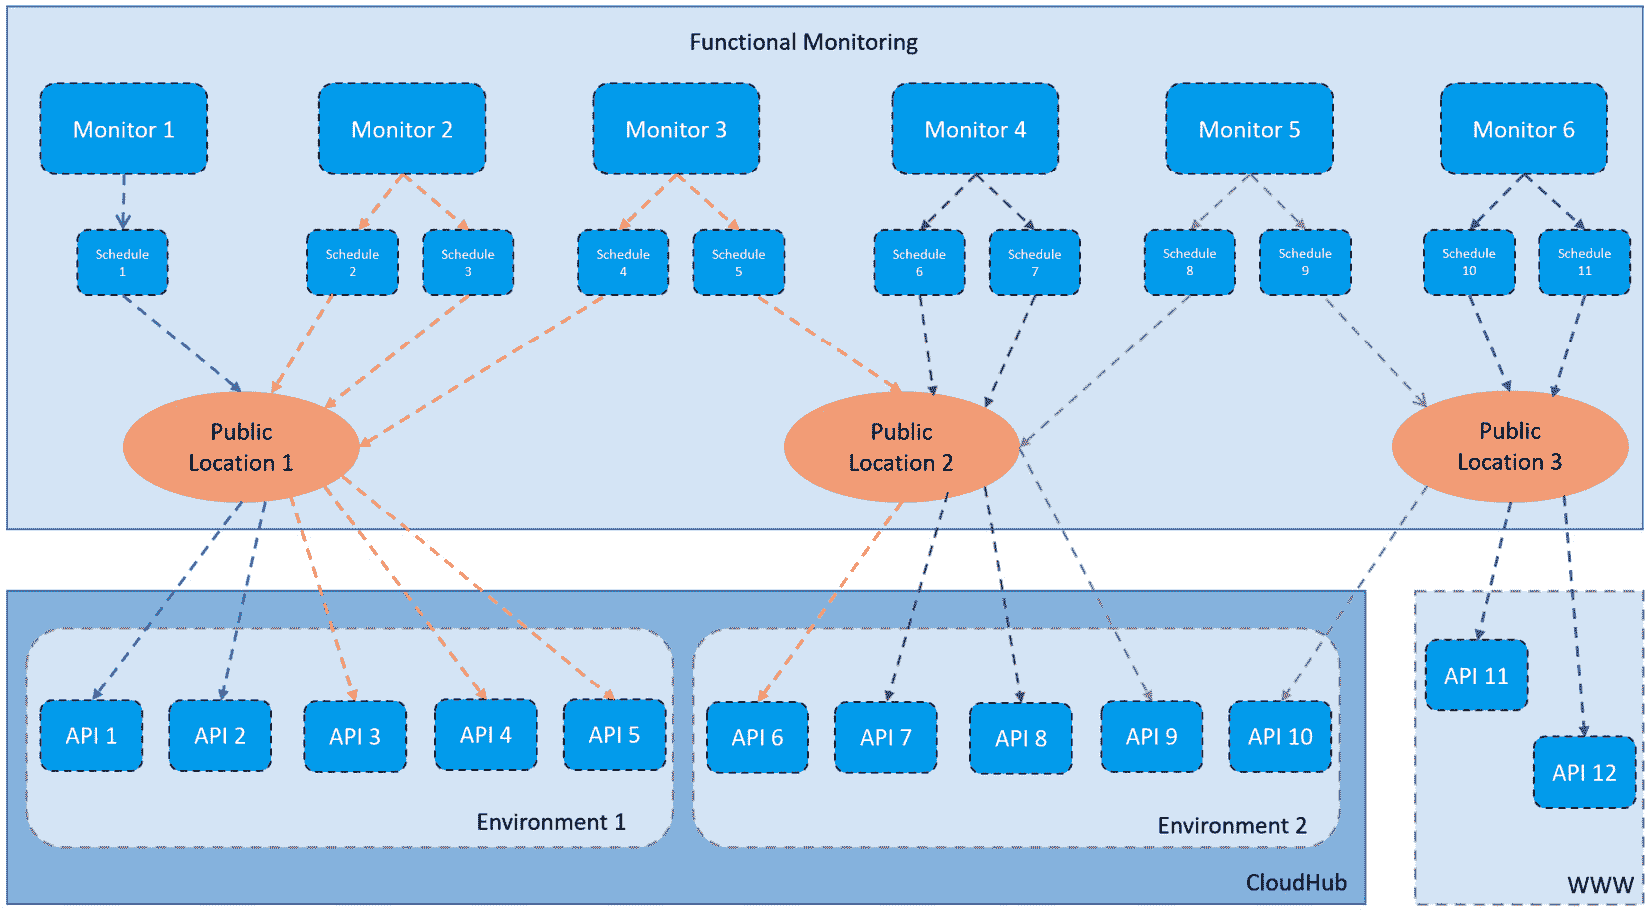 Functional Monitoring
Monitor 1
Monitor 2
Monitor 3
Monitor 4
Monitor 5
Monitor 6
Schedule
1
Schedule
2
Schedule
3
Schedule
4
Schedule
5
Schedule
6
Schedule
7
Schedule
8
Schedule
9
Schedule
10
Schedule
11
Public
Location 1
Public
Location 2
Public
Location 3
API 1
API 2
API 3
API 4
API 5
Environment 1
API 6
API 7
API 8
API 9
API 10
Environment 2
CloudHub
API 11
API 12
WWW